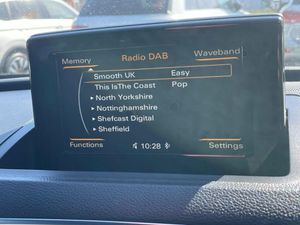 Radio DAB
Memory
Waveband
Smooth UK Easy
This IsThe Coast Pop
North Yorkshire
Nottinghamshire
Shefcast Digital
Sheffield
Functions 10:28 Settings